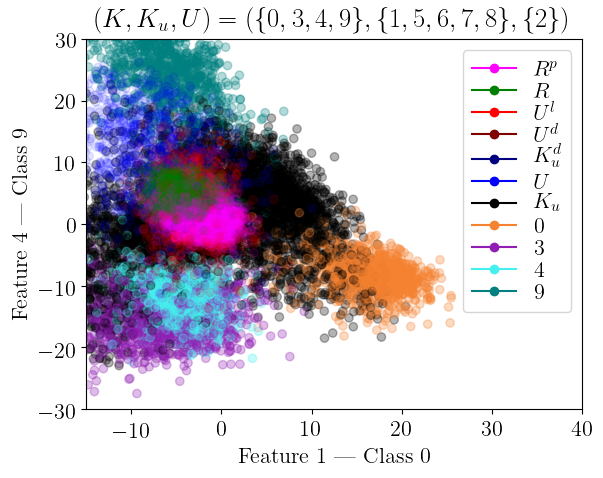 (K, K_u, U) = ({0, 3, 4, 9}, {1, 5, 6, 7, 8}, {2})
30
20
10
0
−10
−20
−30
Feature 4 — Class 9
−10
0
10
20
30
40
Feature 1 — Class 0
R^p
R
U^l
U^d
K_u^d
U
K_u
0
3
4
9